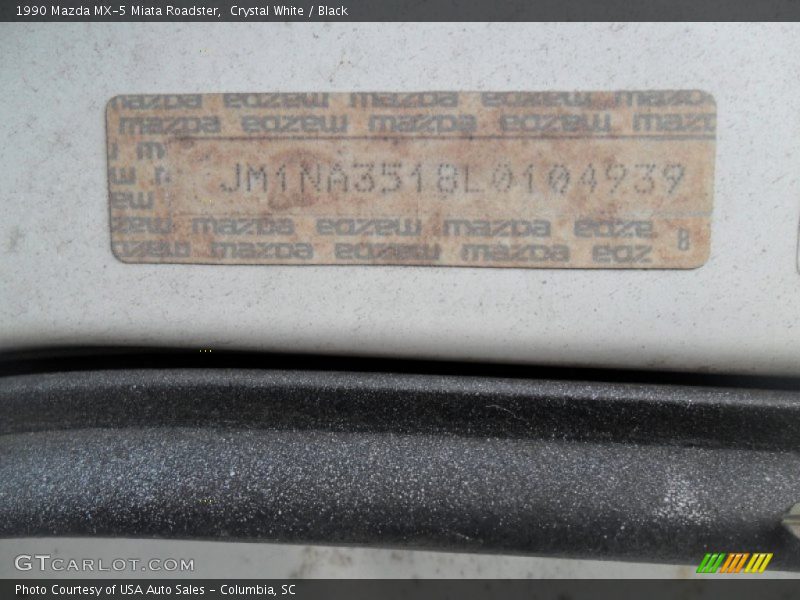 1990 Mazda MX-5 Miata Roadster, Crystal White / Black
mazda mazda mazda mazda mazda
mazda mazda mazda mazda mazd
JM1NA3518L0104939
mazda mazda mazda mazda
mazda mazda mazda mazda maz
B
GTCARLOT.COM
Photo Courtesy of USA Auto Sales - Columbia, SC